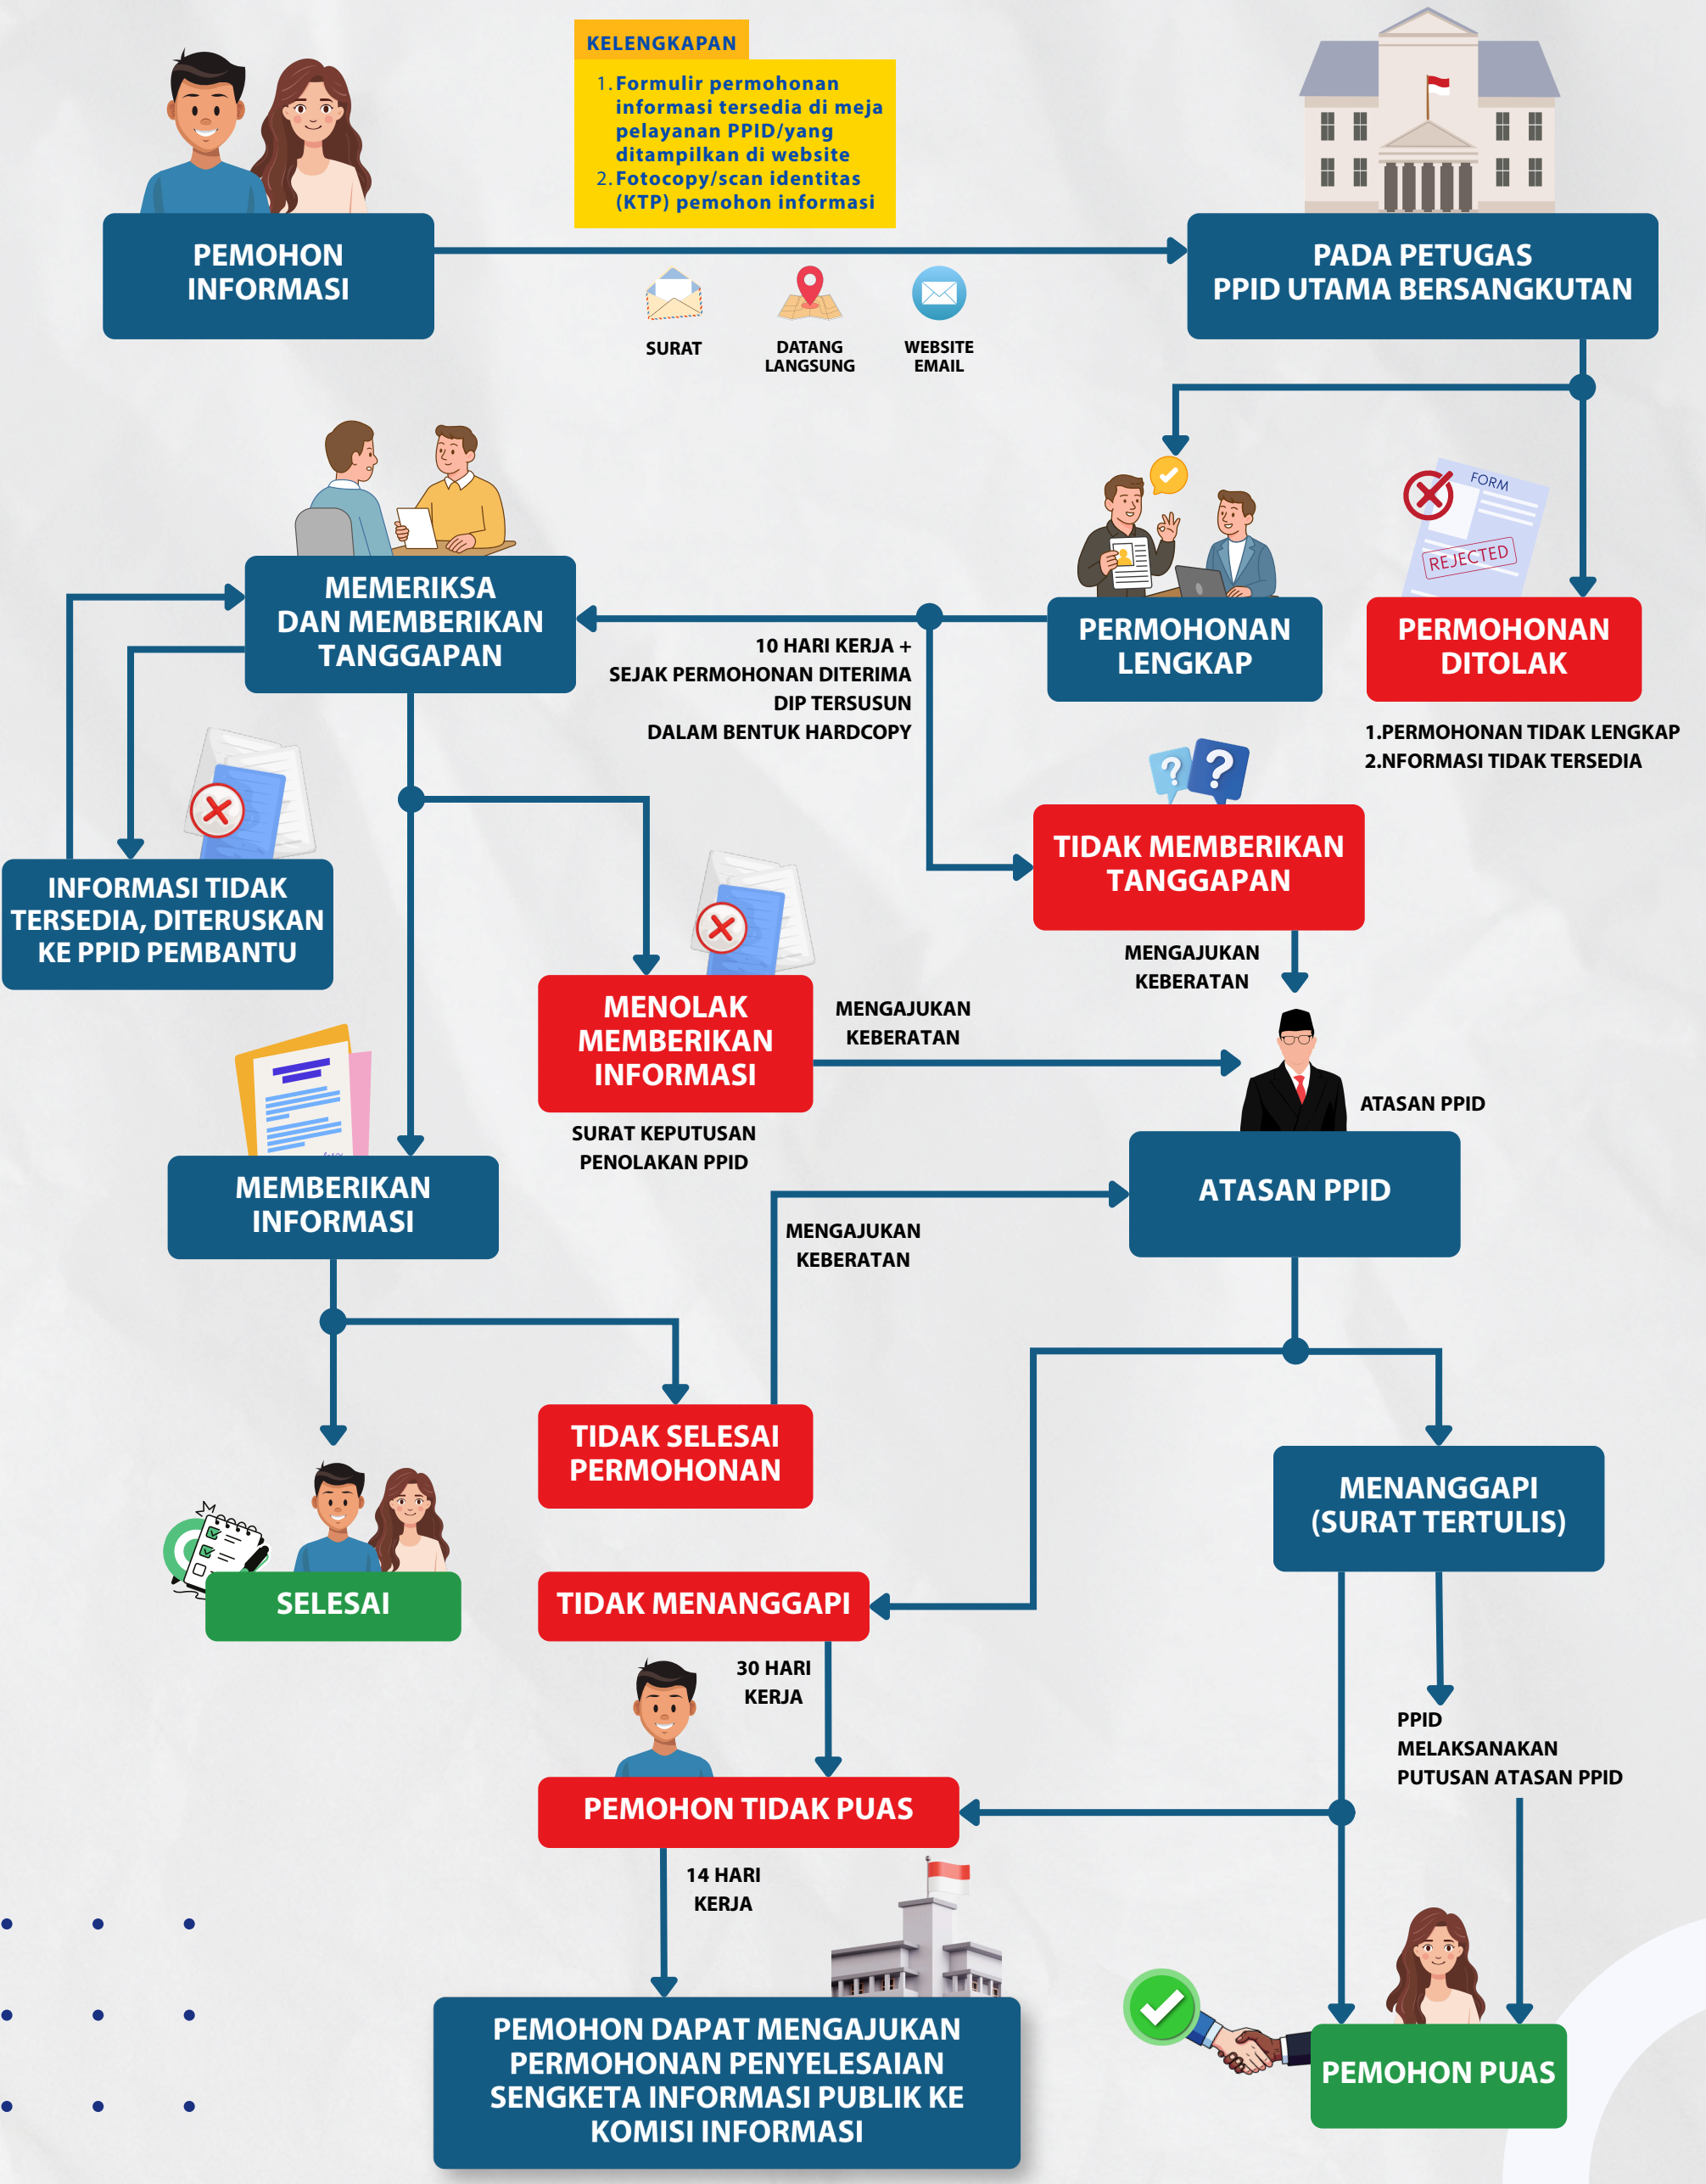 KELENGKAPAN
1. Formulir permohonan
informasi tersedia di meja
pelayanan PPID/yang
ditampilkan di website
2. Fotocopy/scan identitas
(KTP) pemohon informasi
PEMOHON
INFORMASI
PADA PETUGAS
PPID UTAMA BERSANGKUTAN
SURAT
DATANG
LANGSUNG
WEBSITE
EMAIL
FORM
REJECTED
MEMERIKSA
DAN MEMBERIKAN
TANGGAPAN
10 HARI KERJA +
SEJAK PERMOHONAN DITERIMA
DIP TERSUSUN
DALAM BENTUK HARDCOPY
PERMOHONAN
LENGKAP
PERMOHONAN
DITOLAK
1.PERMOHONAN TIDAK LENGKAP
2.NFORMASI TIDAK TERSEDIA
TIDAK MEMBERIKAN
TANGGAPAN
INFORMASI TIDAK
TERSEDIA, DITERUSKAN
KE PPID PEMBANTU
MENGAJUKAN
KEBERATAN
MENOLAK
MEMBERIKAN
INFORMASI
MENGAJUKAN
KEBERATAN
SURAT KEPUTUSAN
PENOLAKAN PPID
ATASAN PPID
ATASAN PPID
MEMBERIKAN
INFORMASI
MENGAJUKAN
KEBERATAN
TIDAK SELESAI
PERMOHONAN
MENANGGAPI
(SURAT TERTULIS)
SELESAI
TIDAK MENANGGAPI
30 HARI
KERJA
PPID
MELAKSANAKAN
PUTUSAN ATASAN PPID
PEMOHON TIDAK PUAS
14 HARI
KERJA
PEMOHON DAPAT MENGAJUKAN
PERMOHONAN PENYELESAIAN
SENGKETA INFORMASI PUBLIK KE
KOMISI INFORMASI
PEMOHON PUAS